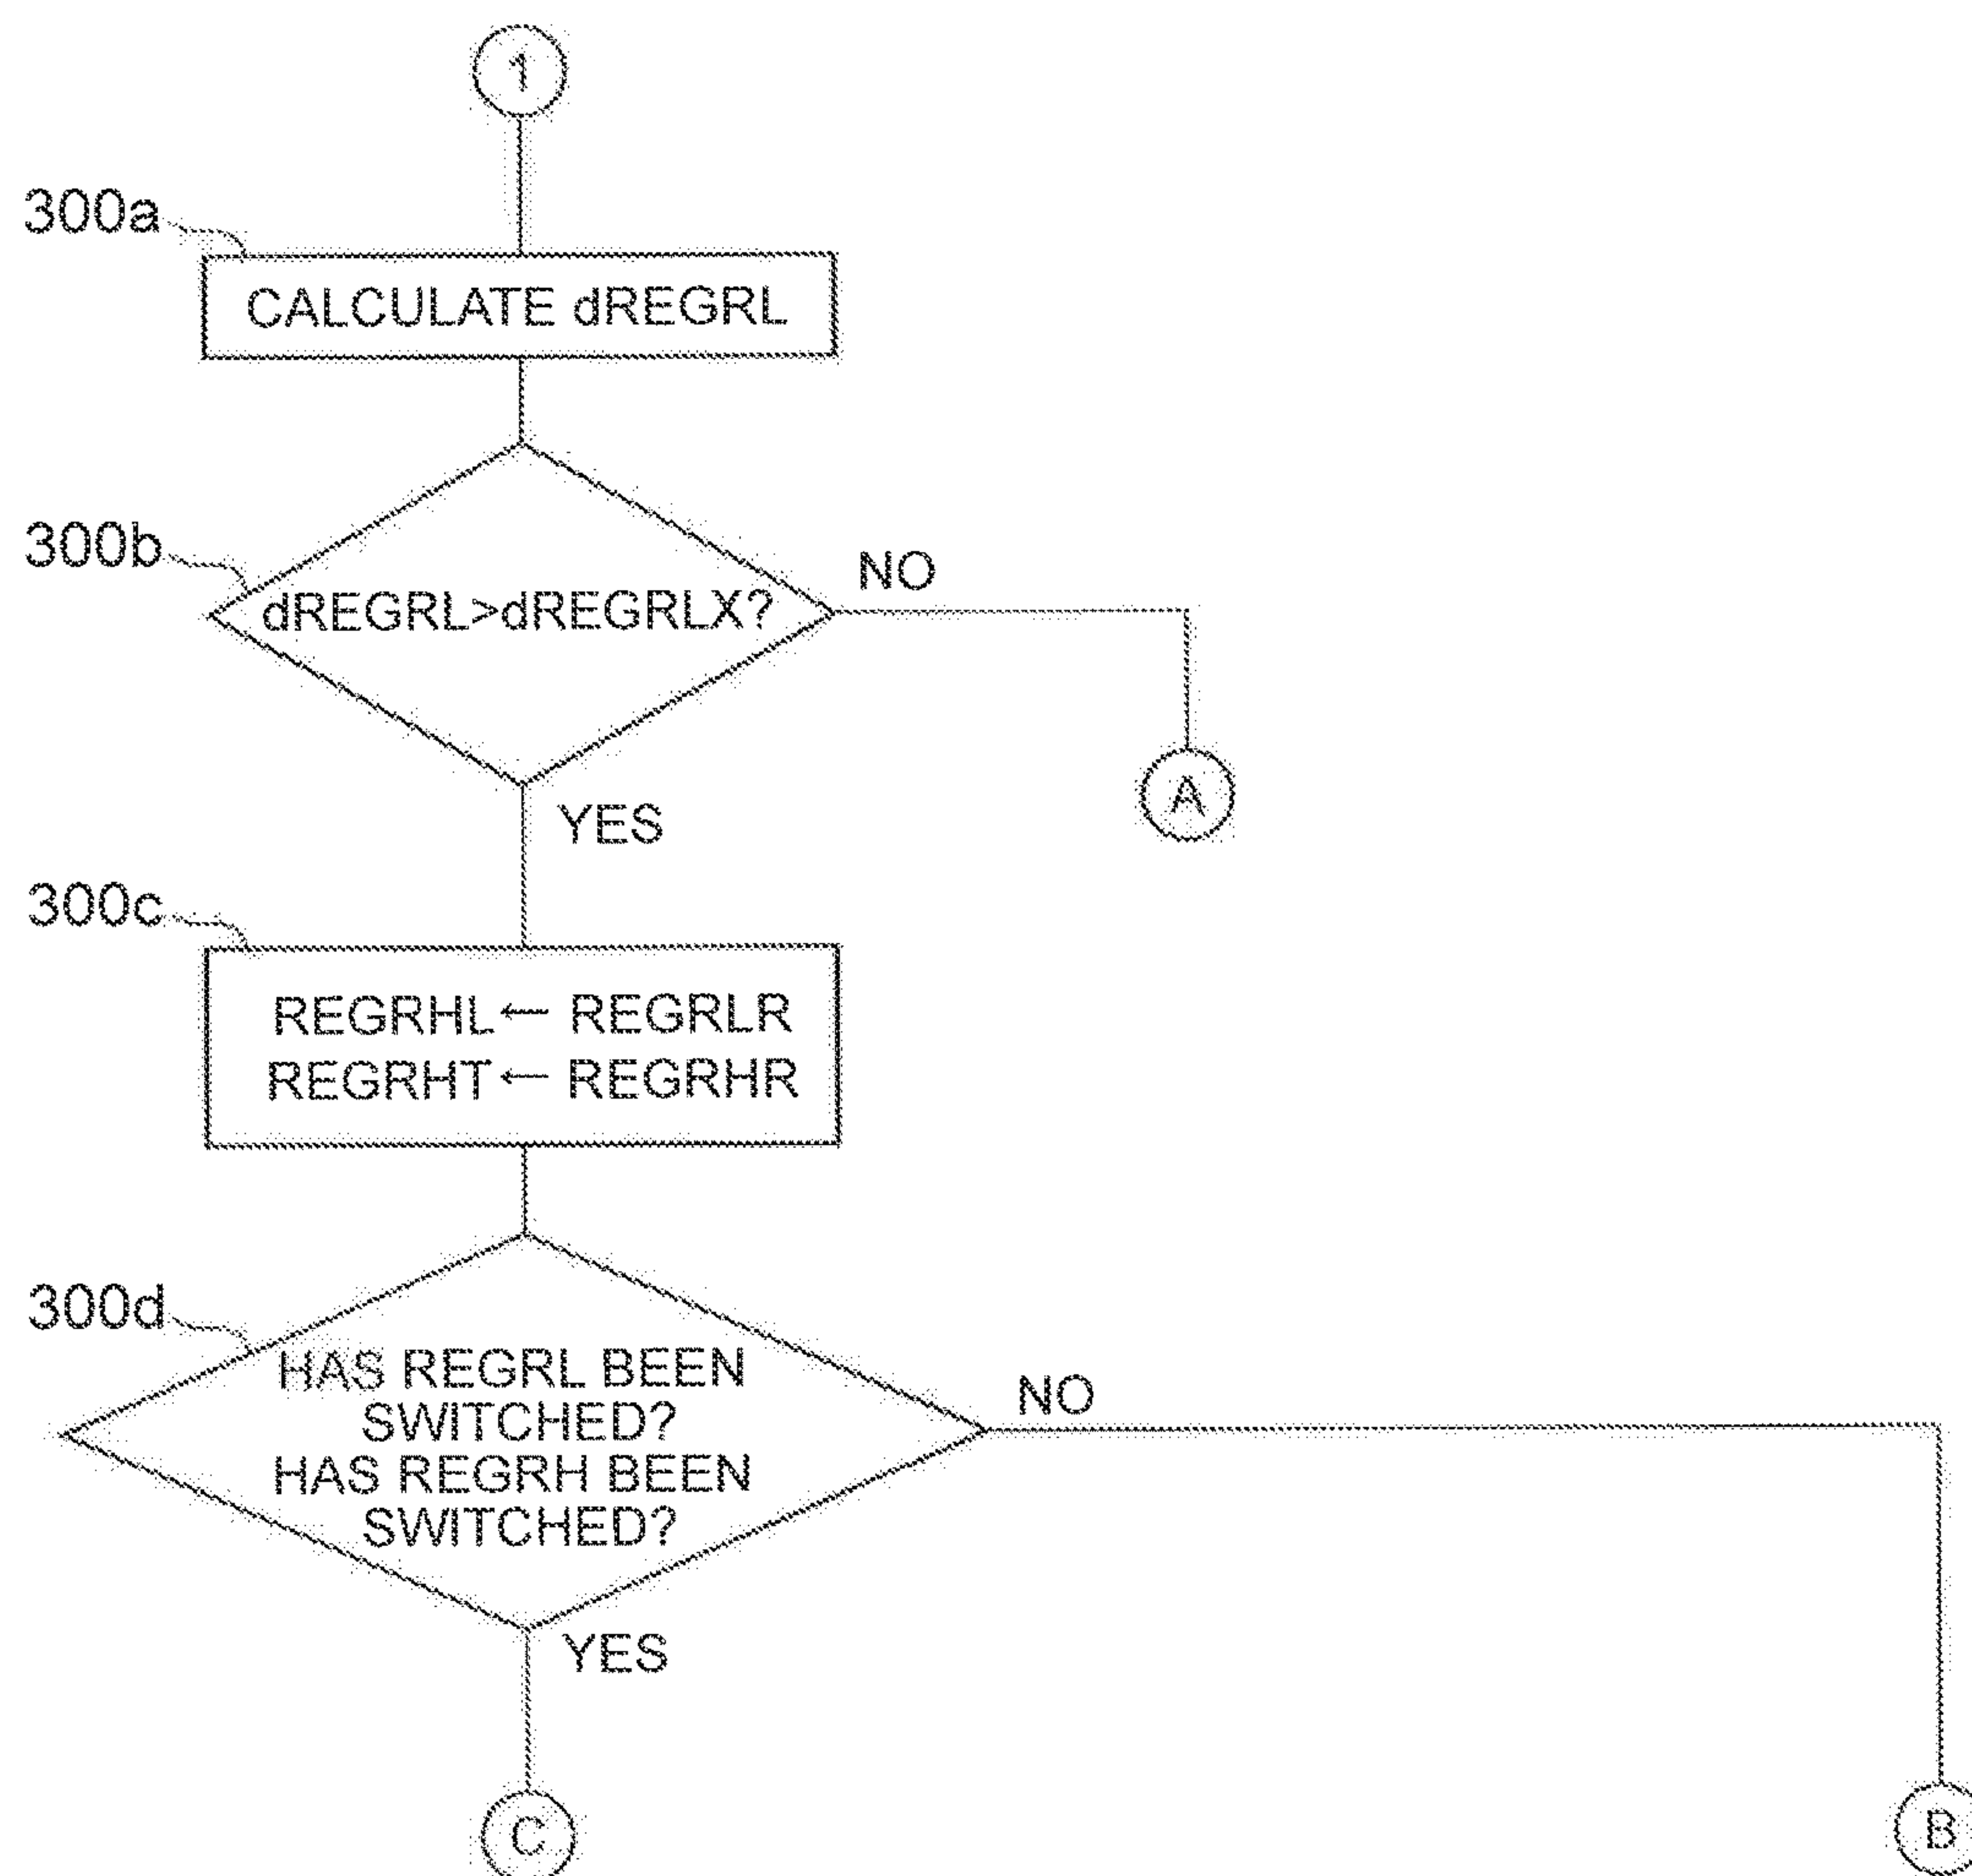 1
300a
CALCULATE dREGRL
300b
dREGRL>dREGRLX?
NO
A
YES
300c
REGRHL← REGRLR
REGRHT← REGRHR
300d
HAS REGRL BEEN
SWITCHED?
HAS REGRH BEEN
SWITCHED?
NO
YES
C
B